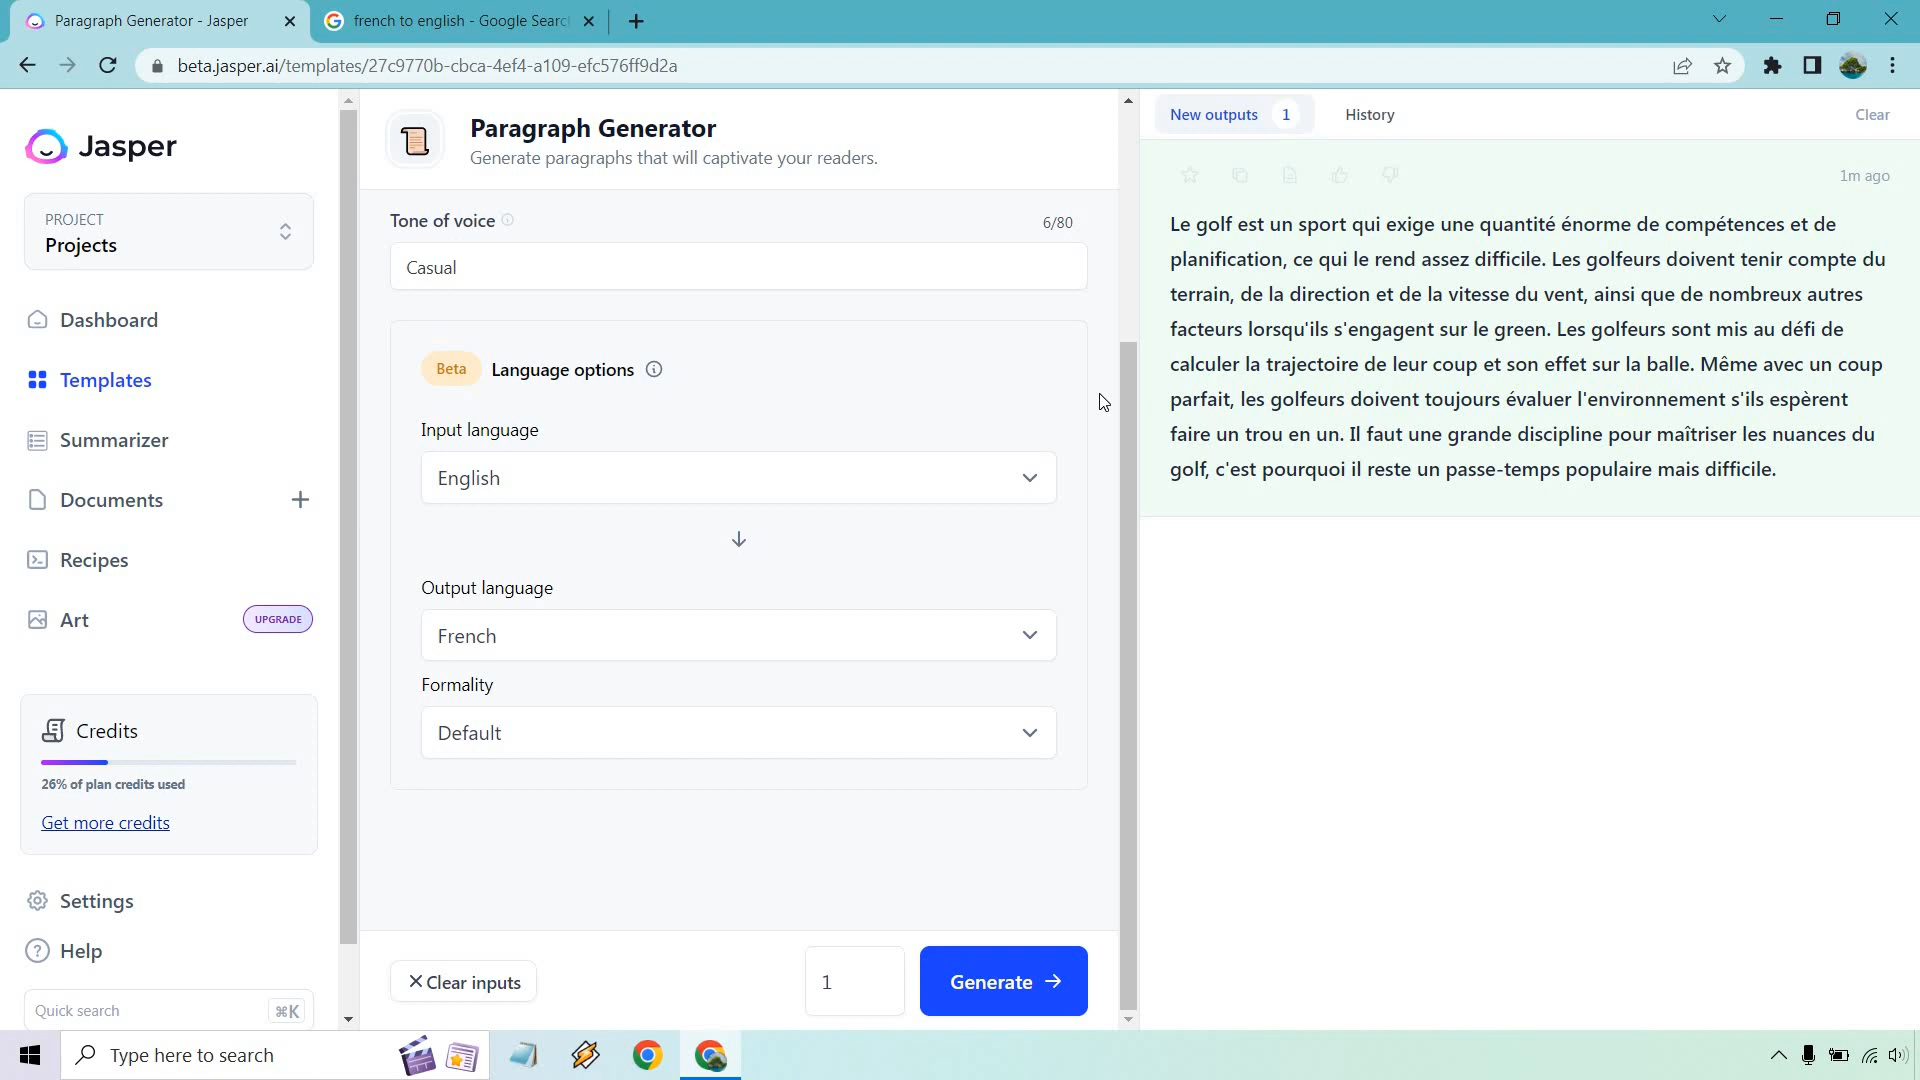 Paragraph Generator - Jasper
french to english - Google Searc
beta.jasper.ai/templates/27c9770b-cbca-4ef4-a109-efc576ff9d2a
Jasper
PROJECT
Projects
Dashboard
Templates
Summarizer
Documents
Recipes
Art
UPGRADE
Credits
26% of plan credits used
Get more credits
Settings
Help
Quick search
⌘K
Paragraph Generator
Generate paragraphs that will captivate your readers.
Tone of voice
6/80
Casual
Beta
Language options
Input language
English
Output language
French
Formality
Default
Clear inputs
1
Generate
New outputs 1
History
Clear
1m ago
Le golf est un sport qui exige une quantité énorme de compétences et de
planification, ce qui le rend assez difficile. Les golfeurs doivent tenir compte du
terrain, de la direction et de la vitesse du vent, ainsi que de nombreux autres
facteurs lorsqu'ils s'engagent sur le green. Les golfeurs sont mis au défi de
calculer la trajectoire de leur coup et son effet sur la balle. Même avec un coup
parfait, les golfeurs doivent toujours évaluer l'environnement s'ils espèrent
faire un trou en un. Il faut une grande discipline pour maîtriser les nuances du
golf, c'est pourquoi il reste un passe-temps populaire mais difficile.
Type here to search